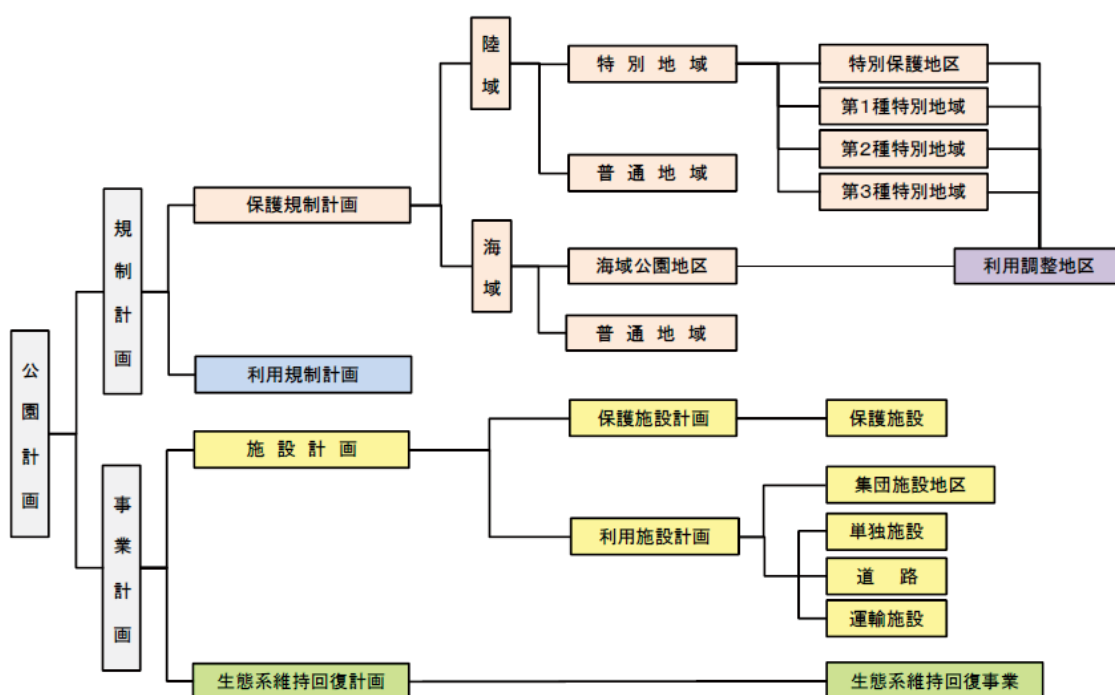 公園計画
規制計画
事業計画
保護規制計画
利用規制計画
施設計画
生態系維持回復計画
陸域
海域
特別地域
普通地域
海域公園地区
普通地域
保護施設計画
利用施設計画
特別保護地区
第1種特別地域
第2種特別地域
第3種特別地域
利用調整地区
保護施設
集団施設地区
単独施設
道路
運輸施設
生態系維持回復事業